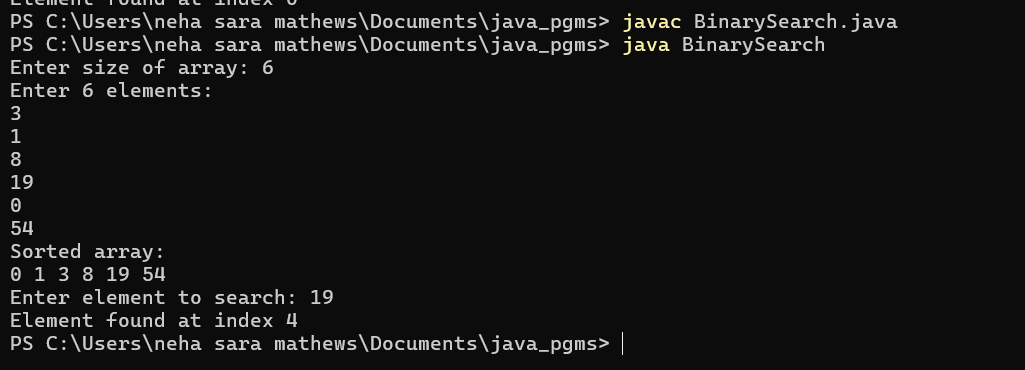 Element found at index 0
PS C:\Users\neha sara mathews\Documents\java_pgms> javac BinarySearch.java
PS C:\Users\neha sara mathews\Documents\java_pgms> java BinarySearch
Enter size of array: 6
Enter 6 elements:
3
1
8
19
0
54
Sorted array:
0 1 3 8 19 54
Enter element to search: 19
Element found at index 4
PS C:\Users\neha sara mathews\Documents\java_pgms>